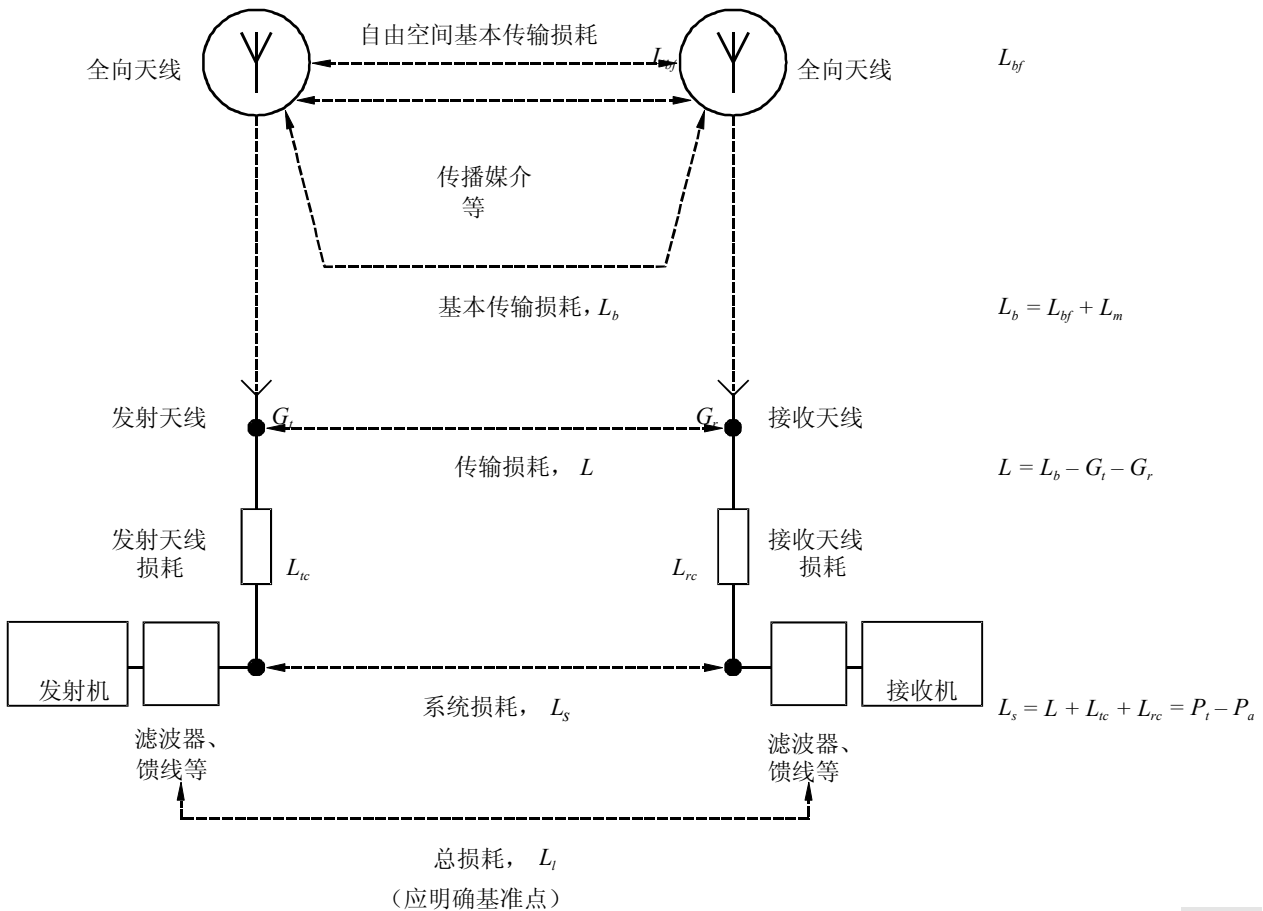 自由空间基本传输损耗
L_bf
全向天线
全向天线
L_bf
传播媒介
等
基本传输损耗，L_b
L_b = L_bf + L_m
发射天线
G_t
G_r
接收天线
传输损耗， L
L = L_b – G_t – G_r
发射天线
损耗
L_tc
L_rc
接收天线
损耗
发射机
接收机
系统损耗， L_s
L_s = L + L_tc + L_rc = P_t – P_a
滤波器、
馈线等
滤波器、
馈线等
总损耗， L_l
（应明确基准点）